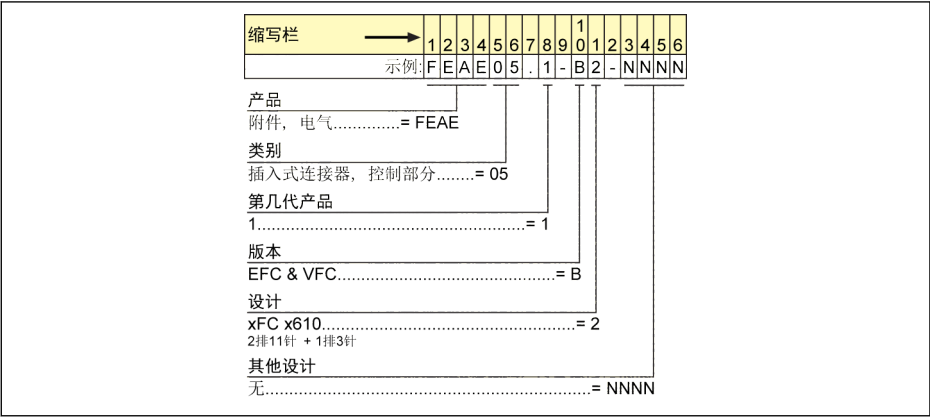 缩写栏 1 2 3 4 5 6 7 8 9 10 1 2 3 4 5 6
示例: F E A E 0 5 . 1 - B 2 - N N N N
产品
附件, 电气..............= FEAE
类别
插入式连接器, 控制部分........= 05
第几代产品
1........................................................= 1
版本
EFC & VFC..............................................= B
设计
xFC x610.....................................................= 2
2排11针 + 1排3针
其他设计
无....................................................................= NNNN